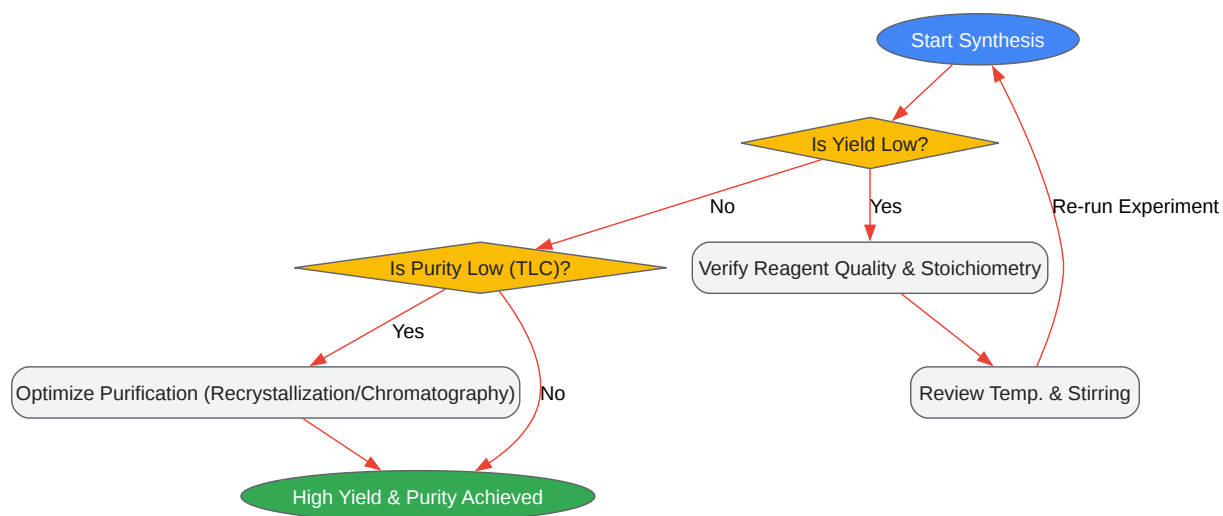 Start Synthesis
Is Yield Low?
No
Yes
Re-run Experiment
Is Purity Low (TLC)?
Verify Reagent Quality & Stoichiometry
Yes
No
Optimize Purification (Recrystallization/Chromatography)
Review Temp. & Stirring
High Yield & Purity Achieved